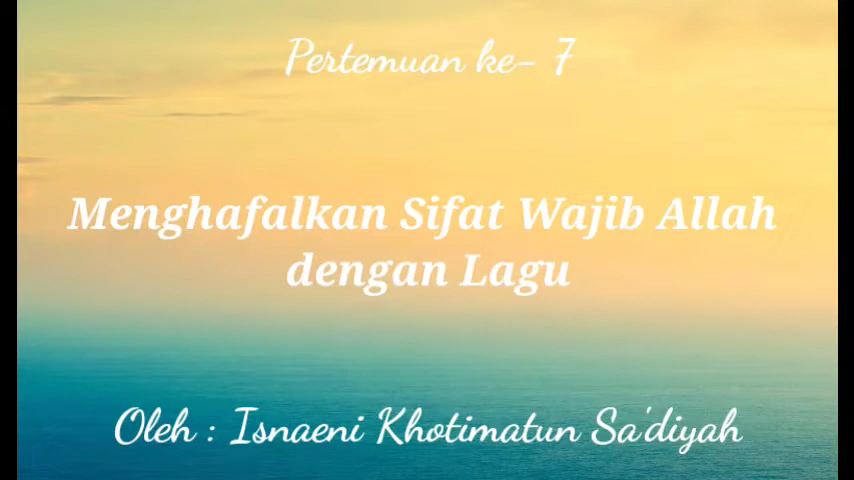 Pertemuan ke- 7
Menghafalkan Sifat Wajib Allah
dengan Lagu
Oleh : Isnaeni Khotimatun Sa'diyah